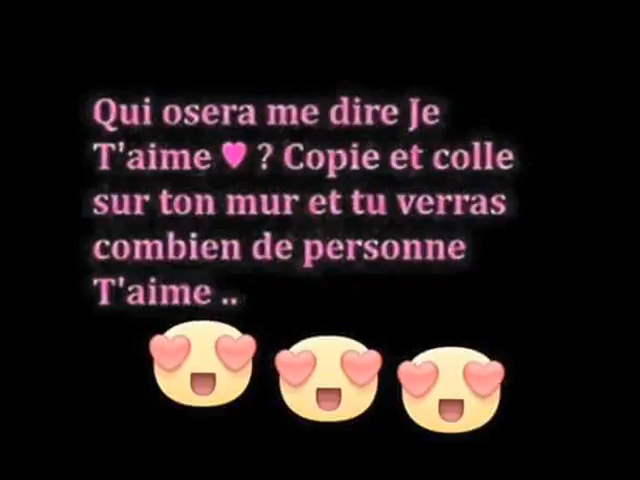 Qui osera me dire Je
T'aime ♥ ? Copie et colle
sur ton mur et tu verras
combien de personne
T'aime ..